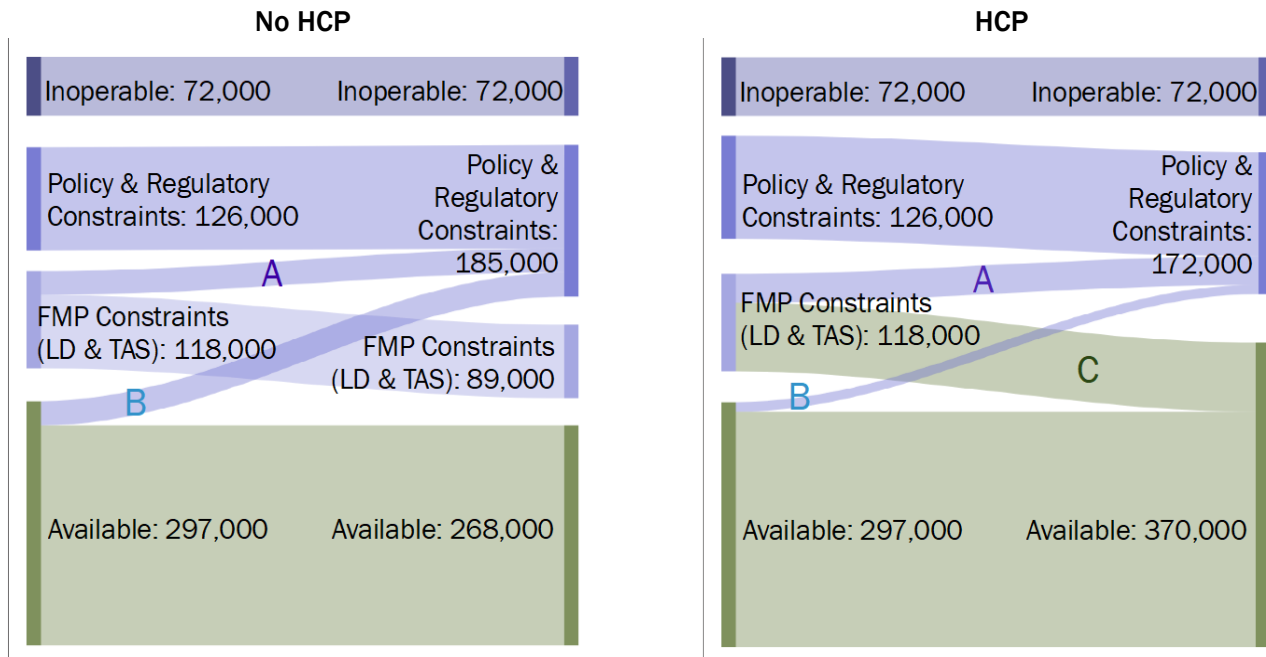 No HCP
Inoperable: 72,000
Inoperable: 72,000
Policy & Regulatory
Constraints: 126,000
Policy &
Regulatory
Constraints:
185,000
A
FMP Constraints
(LD & TAS): 118,000
FMP Constraints
(LD & TAS): 89,000
B
Available: 297,000
Available: 268,000
HCP
Inoperable: 72,000
Inoperable: 72,000
Policy & Regulatory
Constraints: 126,000
Policy &
Regulatory
Constraints:
172,000
A
FMP Constraints
(LD & TAS): 118,000
C
B
Available: 297,000
Available: 370,000